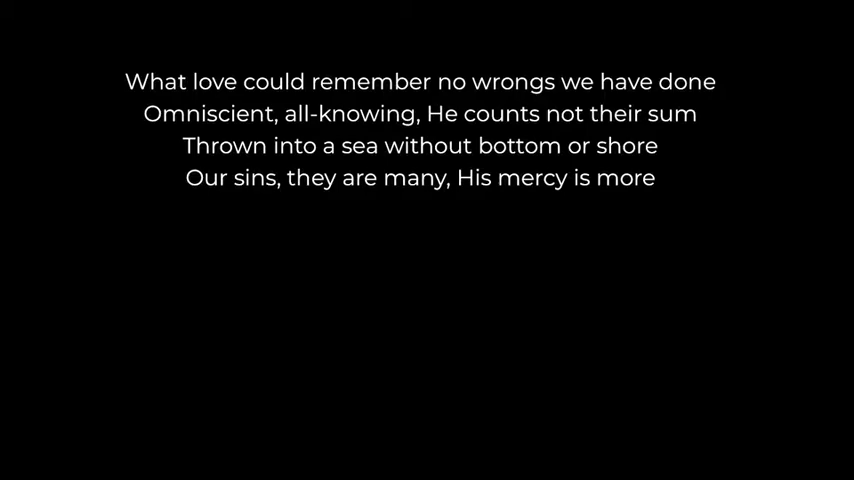 What love could remember no wrongs we have done
Omniscient, all-knowing, He counts not their sum
Thrown into a sea without bottom or shore
Our sins, they are many, His mercy is more